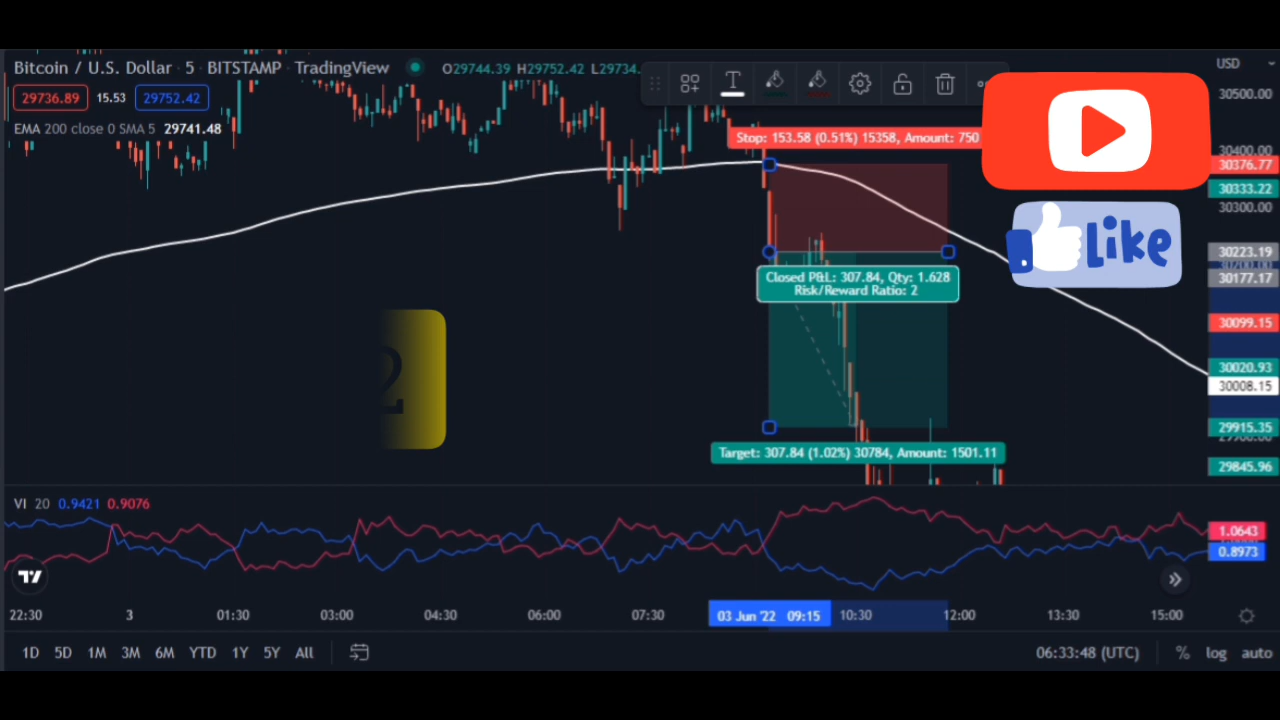 Bitcoin / U.S. Dollar · 5 · BITSTAMP · TradingView
O29744.39 H29752.42 L29734.
USD
29736.89 15.53 29752.42
EMA 200 close 0 SMA 5 29741.48
30500.00
Stop: 153.58 (0.51%) 15358, Amount: 750
30400.00
30376.77
30333.22
30300.00
Like
30223.19
30177.17
Closed P&L: 307.84, Qty: 1.628
Risk/Reward Ratio: 2
30099.15
30020.93
30008.15
2
29915.35
Target: 307.84 (1.02%) 30784, Amount: 1501.11
29845.96
VI 20 0.9421 0.9076
1.0643
0.8973
22:30 3 01:30 03:00 04:30 06:00 07:30 03 Jun '22 09:15 10:30 12:00 13:30 15:00
1D 5D 1M 3M 6M YTD 1Y 5Y All 06:33:48 (UTC) % log auto